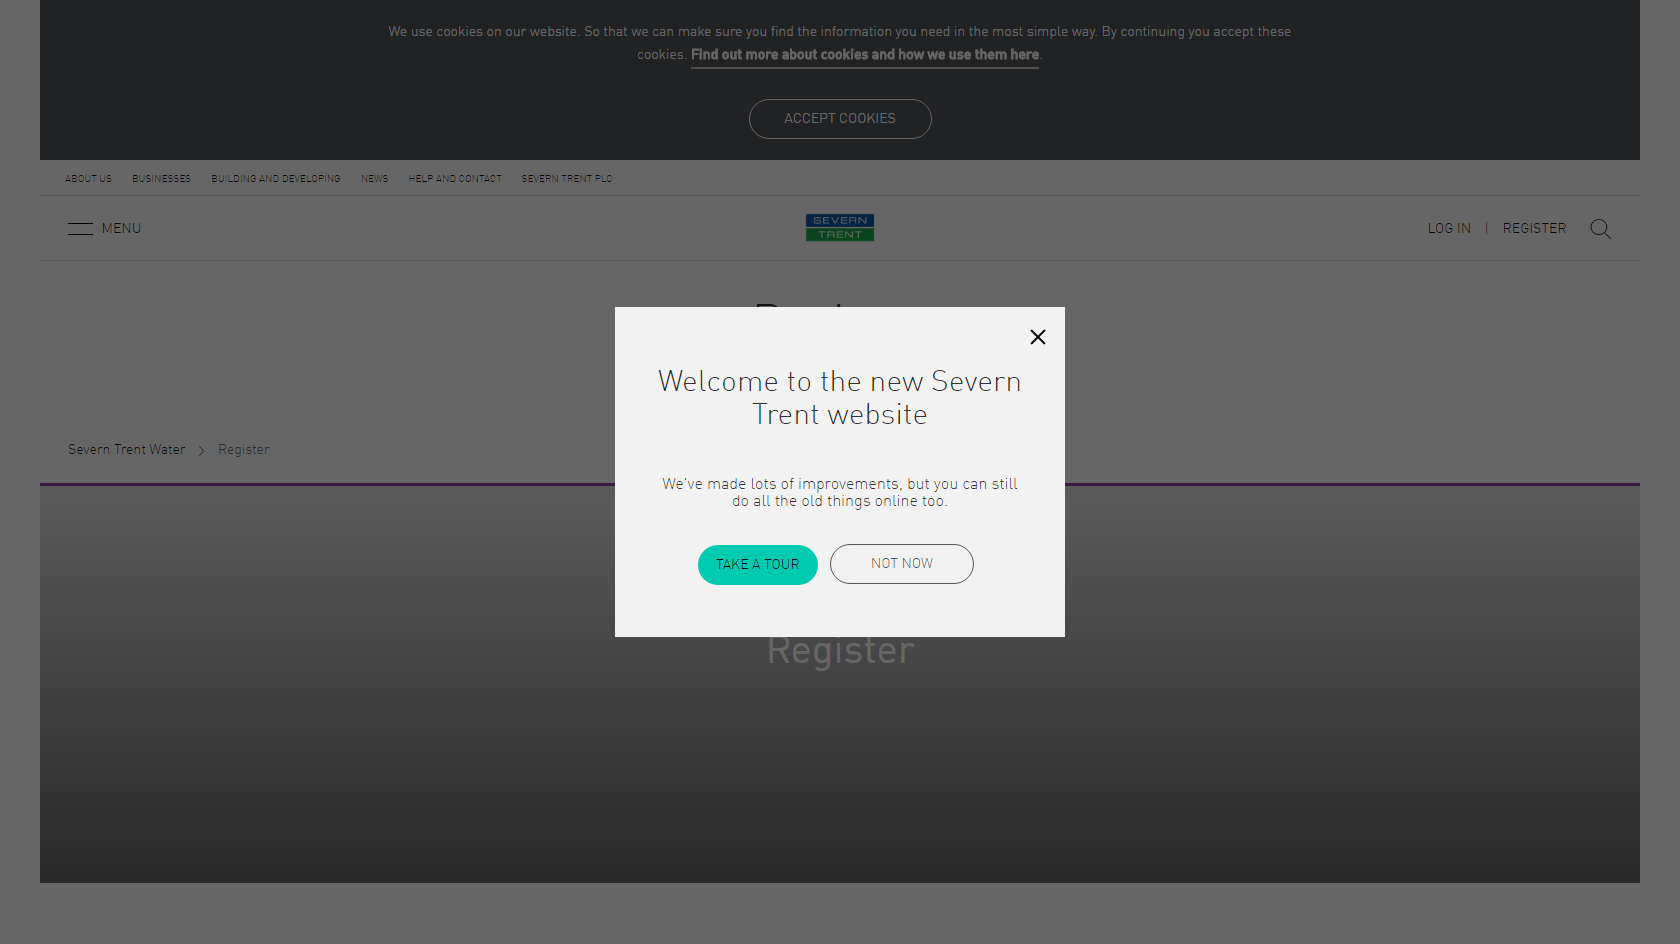 We use cookies on our website. So that we can make sure you find the information you need in the most simple way. By continuing you accept these
cookies. Find out more about cookies and how we use them here.
ACCEPT COOKIES
ABOUT US BUSINESSES BUILDING AND DEVELOPING NEWS HELP AND CONTACT SEVERN TRENT PLC
MENU
SEVERN
TRENT
LOG IN | REGISTER
Welcome to the new Severn
Trent website
Severn Trent Water > Register
We've made lots of improvements, but you can still
do all the old things online too.
TAKE A TOUR NOT NOW
Register